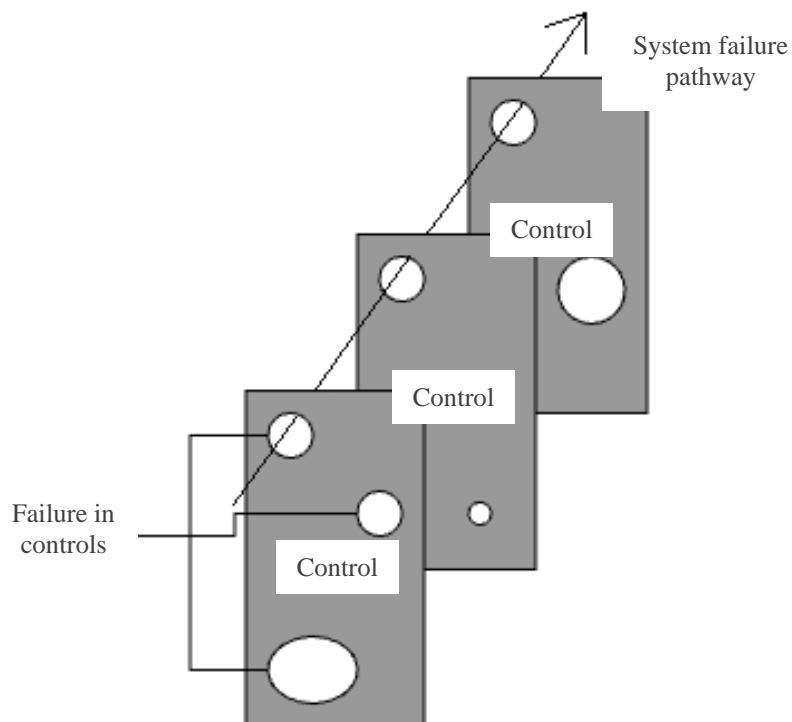 System failure
pathway
Control
Control
Failure in
controls
Control